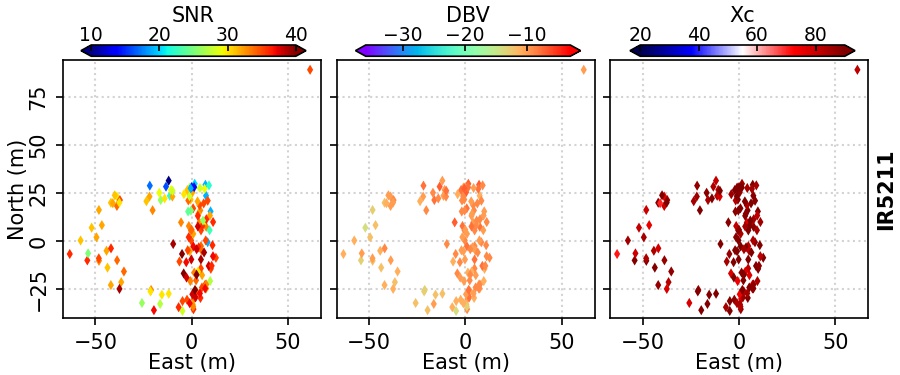 SNR
10 20 30 40
DBV
−30 −20 −10
Xc
20 40 60 80
North (m)
75
50
25
0
−25
−50 0 50
East (m)
−50 0 50
East (m)
−50 0 50
East (m)
IR5211